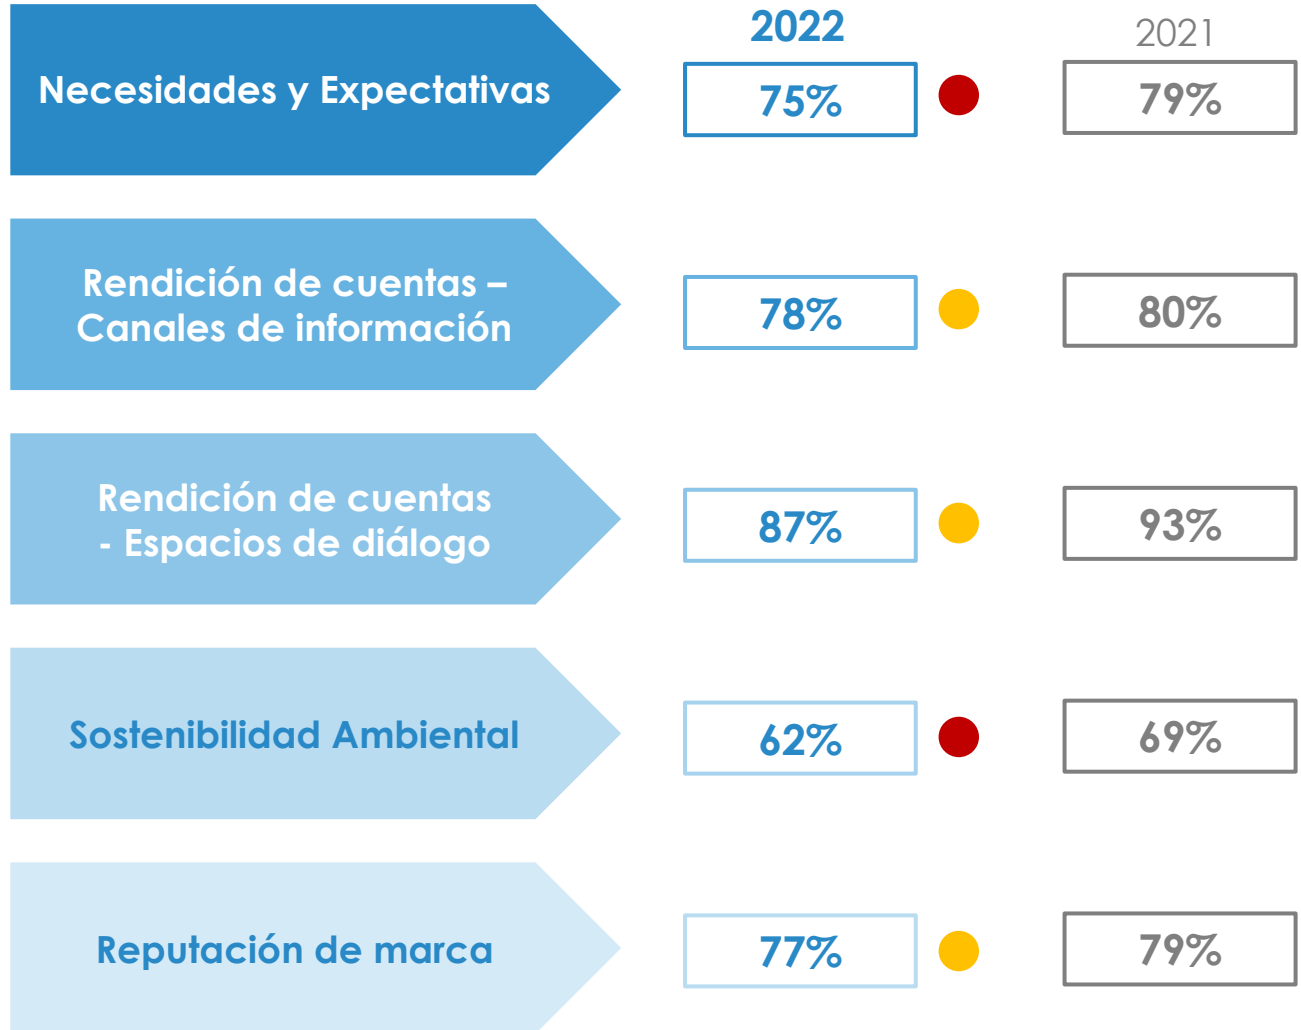 2022
2021
Necesidades y Expectativas
75%
79%
Rendición de cuentas –
Canales de información
78%
80%
Rendición de cuentas
- Espacios de diálogo
87%
93%
Sostenibilidad Ambiental
62%
69%
Reputación de marca
77%
79%